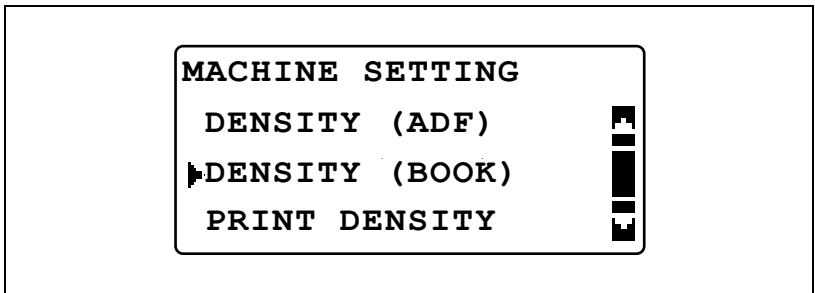 MACHINE SETTING
DENSITY (ADF)
DENSITY (BOOK)
PRINT DENSITY